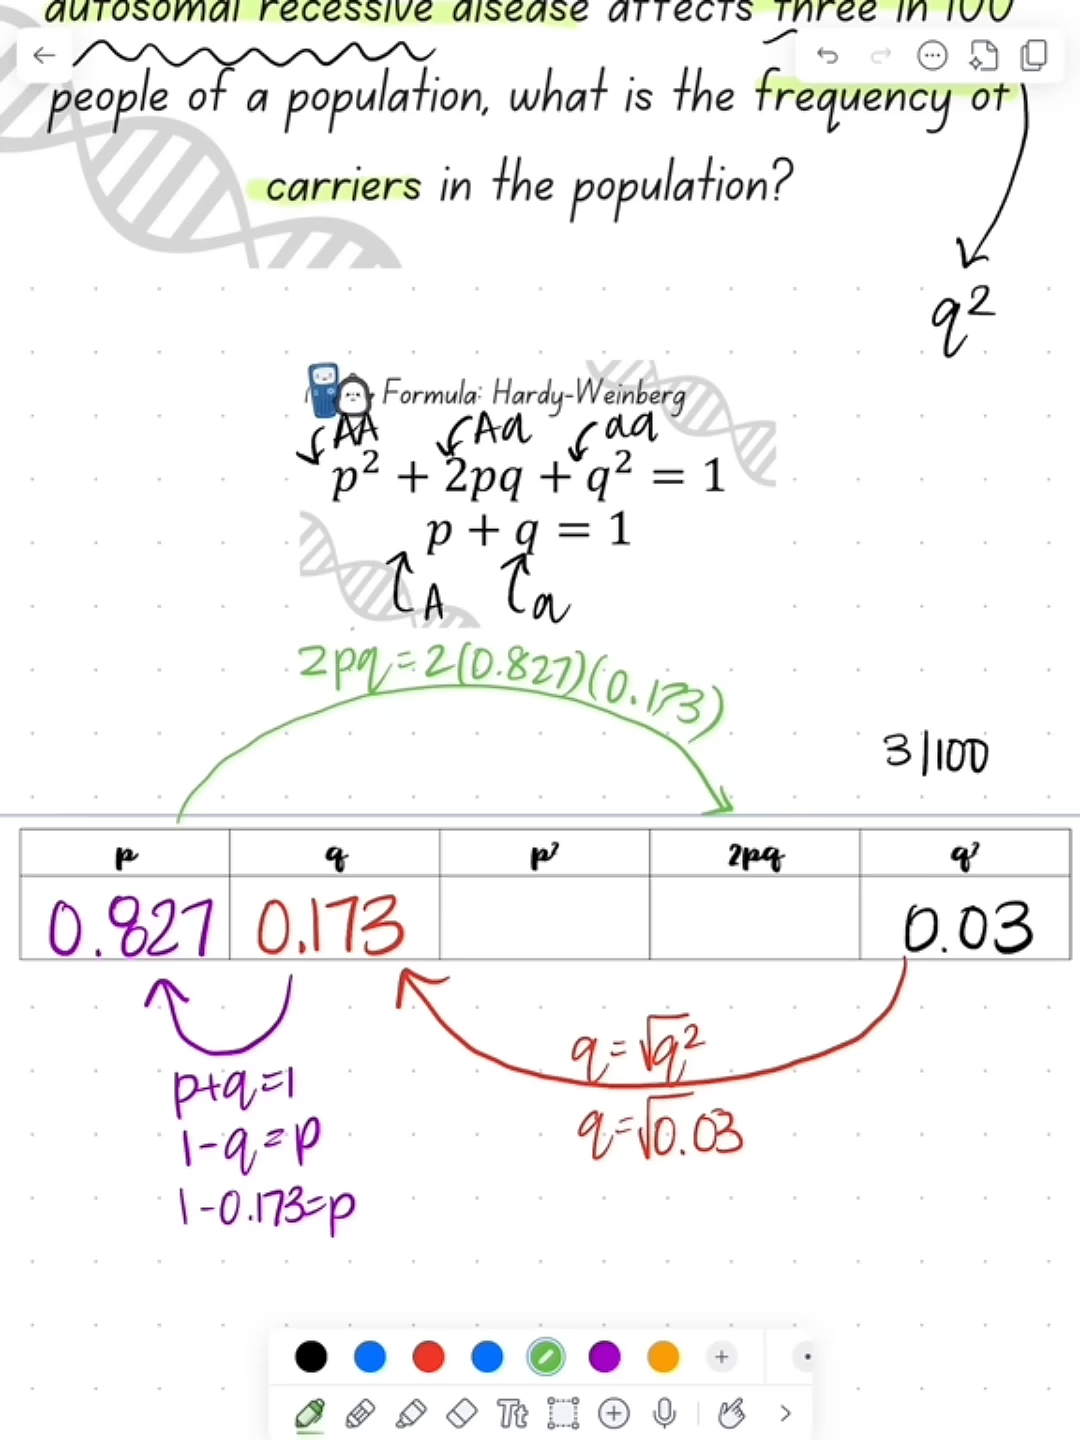 autosomal recessive disease affects three in 100
people of a population, what is the frequency of
carriers in the population?
q²
Formula: Hardy-Weinberg
AA Aa aa
p² + 2pq + q² = 1
p + q = 1
A a
2pq=2(0.827)(0.173)
3/100
p q p² 2pq q²
0.827 0.173 0.03
q=√q²
p+q=1
q=√0.03
1-q=p
1-0.173=p
Tt